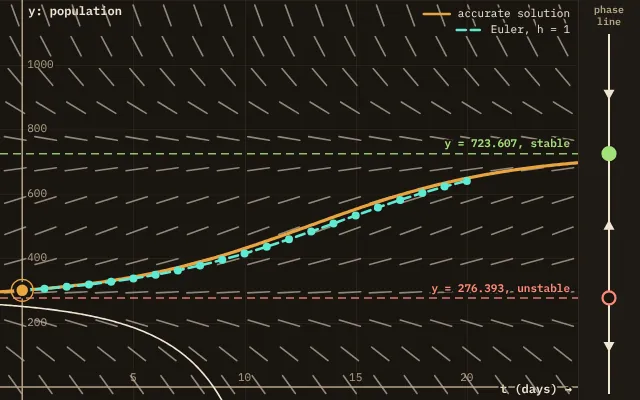 y: population
accurate solution
Euler, h = 1
phase
line
1000
800
y = 723.607, stable
600
400
y = 276.393, unstable
200
5
10
15
20
t (days) →